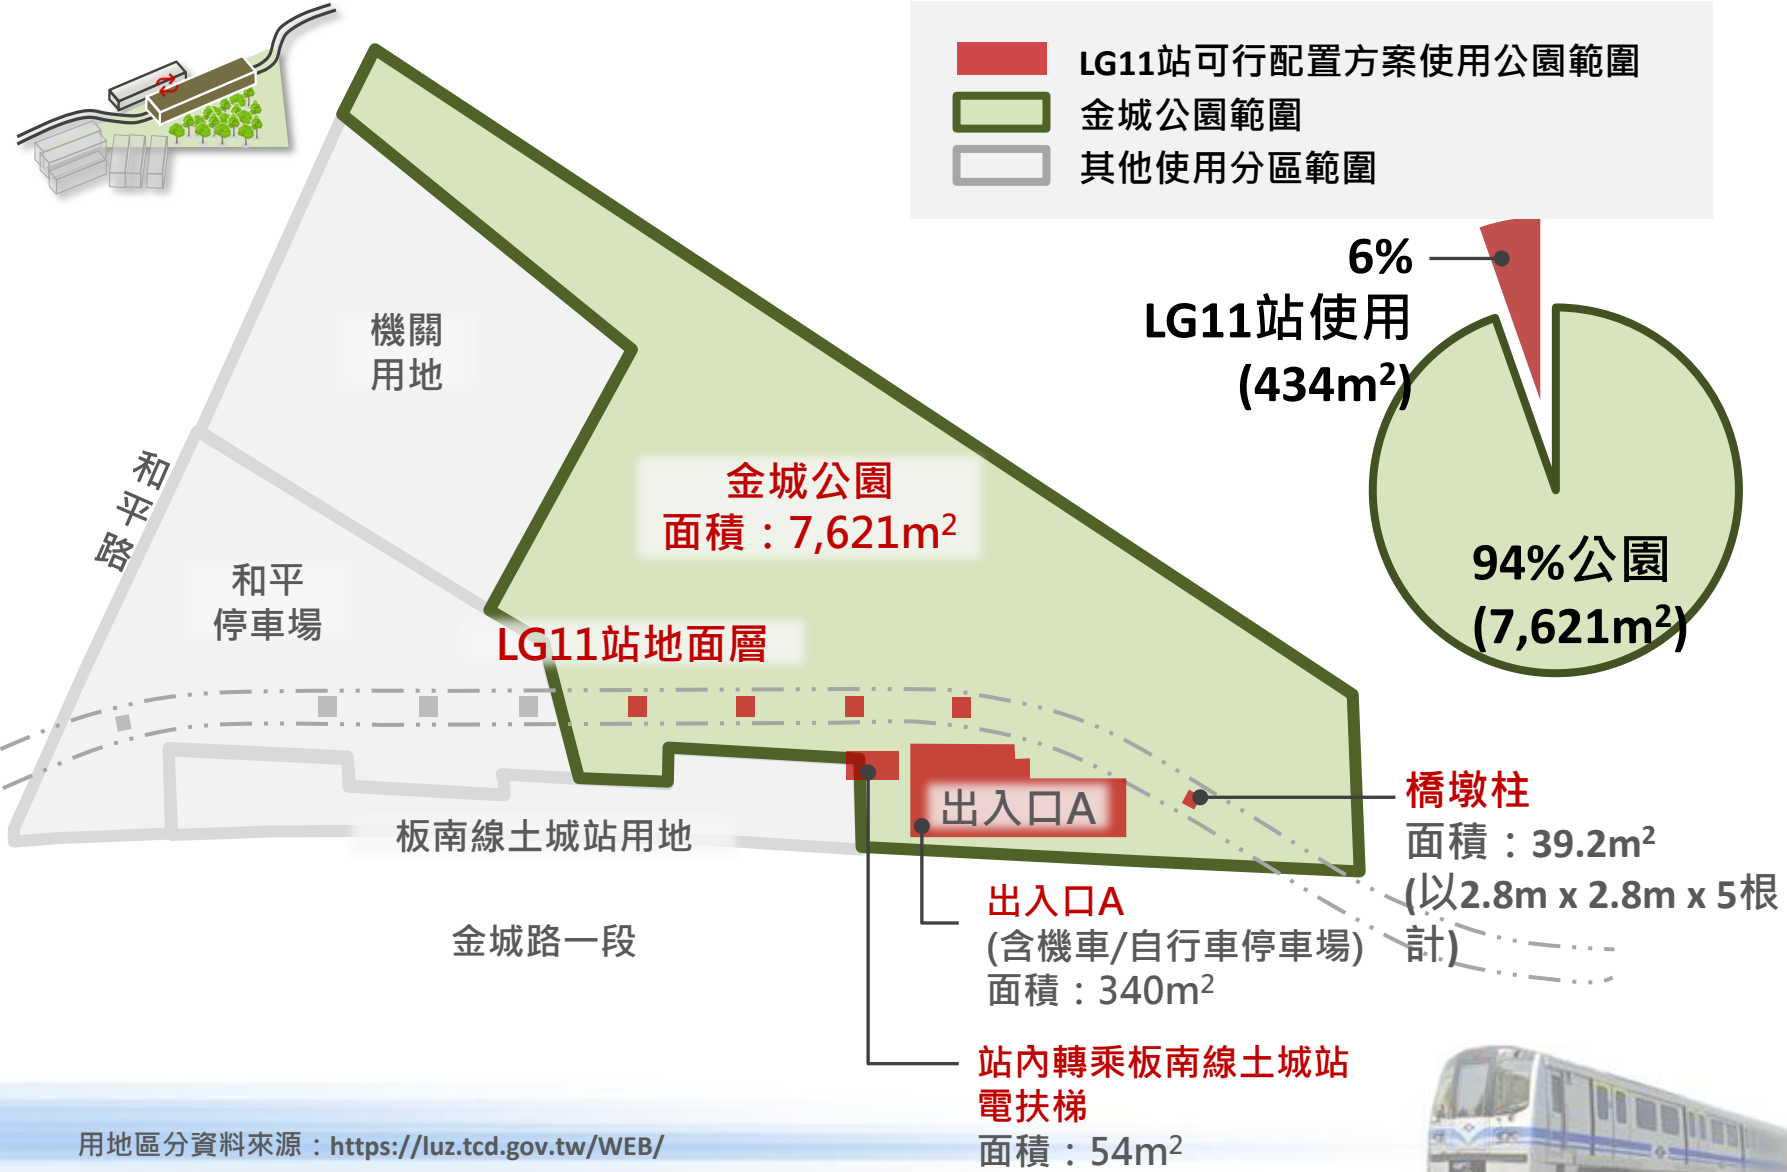 LG11站可行配置方案使用公園範圍
金城公園範圍
其他使用分區範圍
6%
LG11站使用
(434m²)
94%公園
(7,621m²)
機關
用地
和平路
和平
停車場
金城公園
面積：7,621m²
LG11站地面層
出入口A
板南線土城站用地
金城路一段
橋墩柱
面積：39.2m²
(以2.8m x 2.8m x 5根
計)
出入口A
(含機車/自行車停車場)
面積：340m²
站內轉乘板南線土城站
電扶梯
面積：54m²
用地區分資料來源：https://luz.tcd.gov.tw/WEB/